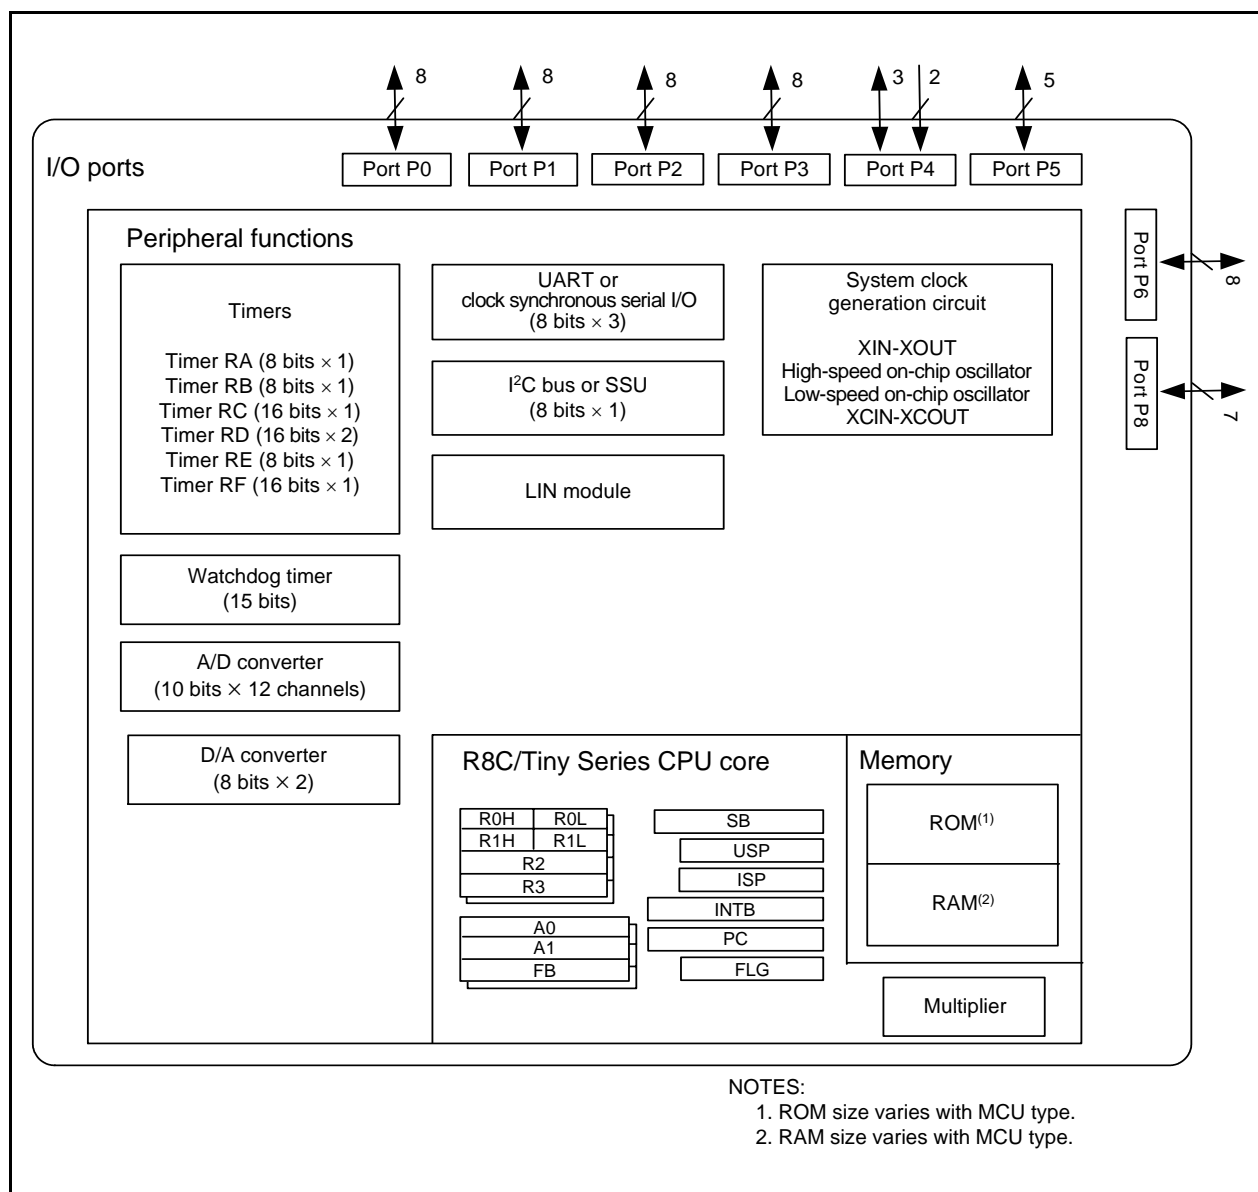 8
8
8
8
3
2
5
I/O ports
Port P0
Port P1
Port P2
Port P3
Port P4
Port P5
Port P6
8
Port P8
7
Peripheral functions
Timers
Timer RA (8 bits × 1)
Timer RB (8 bits × 1)
Timer RC (16 bits × 1)
Timer RD (16 bits × 2)
Timer RE (8 bits × 1)
Timer RF (16 bits × 1)
UART or
clock synchronous serial I/O
(8 bits × 3)
I²C bus or SSU
(8 bits × 1)
LIN module
System clock
generation circuit
XIN-XOUT
High-speed on-chip oscillator
Low-speed on-chip oscillator
XCIN-XCOUT
Watchdog timer
(15 bits)
A/D converter
(10 bits × 12 channels)
D/A converter
(8 bits × 2)
R8C/Tiny Series CPU core
R0H
R0L
R1H
R1L
R2
R3
A0
A1
FB
SB
USP
ISP
INTB
PC
FLG
Memory
ROM(1)
RAM(2)
Multiplier
NOTES:
1. ROM size varies with MCU type.
2. RAM size varies with MCU type.